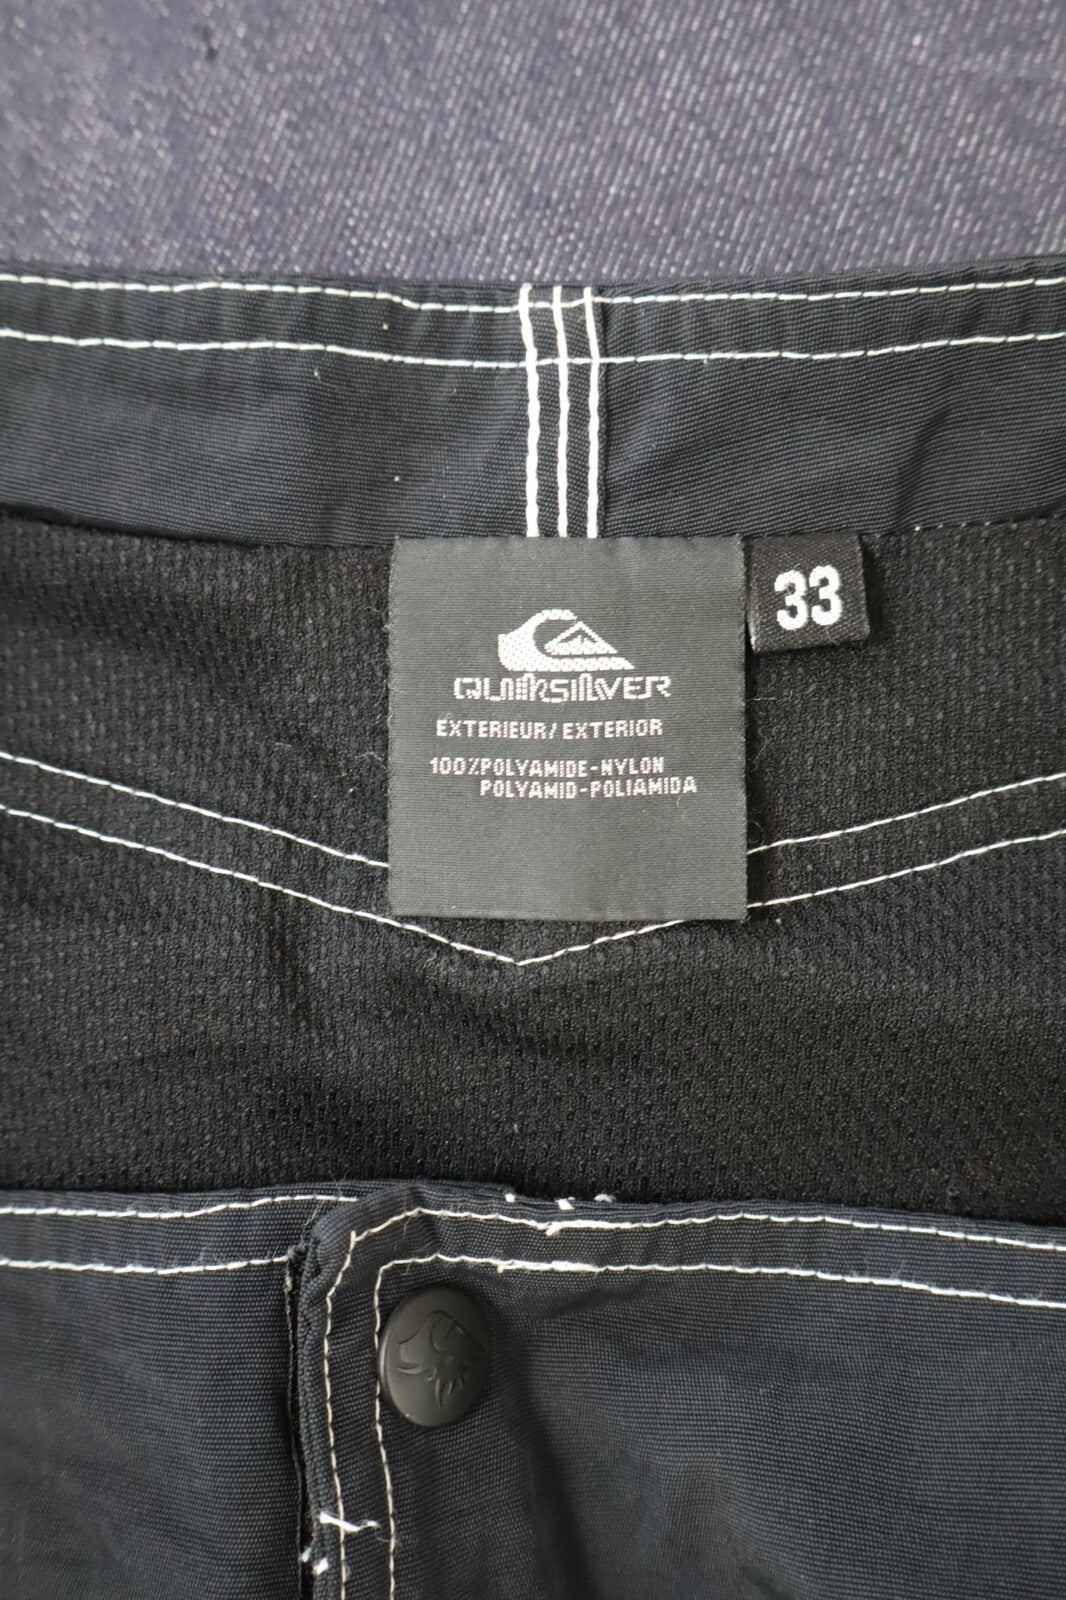 QUIKSILVER
33
EXTERIEUR/EXTERIOR
100%POLYAMIDE-NYLON
POLYAMID-POLIAMIDA